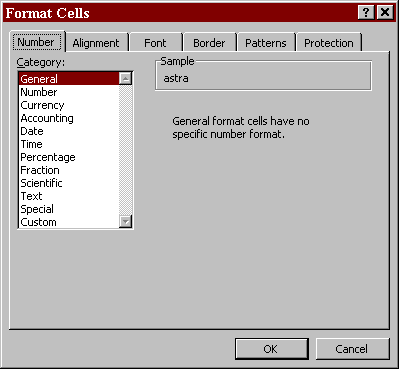 Format Cells
Number Alignment Font Border Patterns Protection
Category:
General
Number
Currency
Accounting
Date
Time
Percentage
Fraction
Scientific
Text
Special
Custom
Sample
astra
General format cells have no
specific number format.
OK Cancel